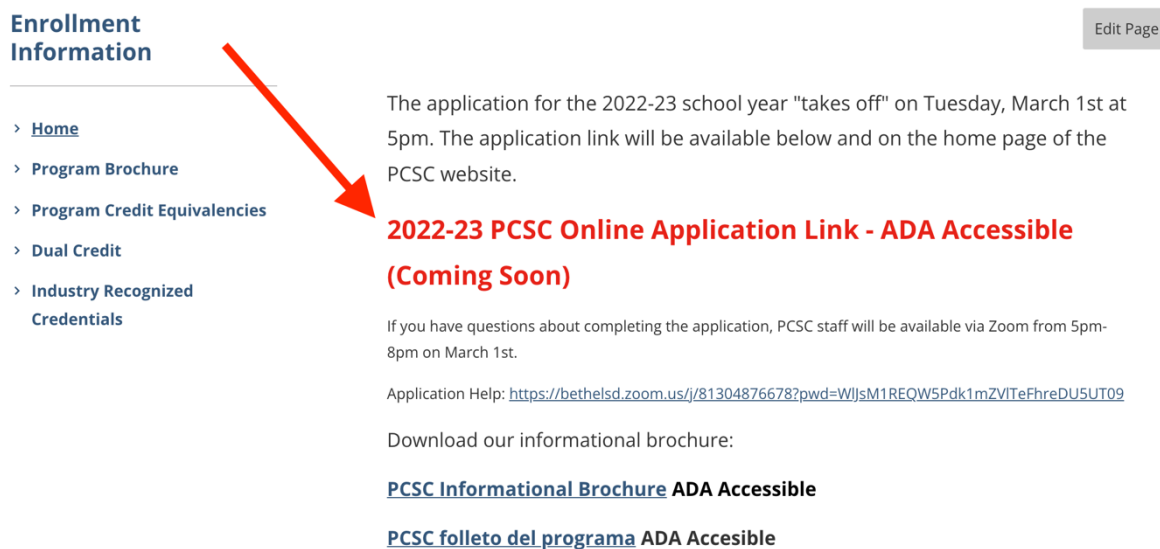 Enrollment
Information
Edit Page
Home
Program Brochure
Program Credit Equivalencies
Dual Credit
Industry Recognized
Credentials
The application for the 2022-23 school year "takes off" on Tuesday, March 1st at
5pm. The application link will be available below and on the home page of the
PCSC website.
2022-23 PCSC Online Application Link - ADA Accessible
(Coming Soon)
If you have questions about completing the application, PCSC staff will be available via Zoom from 5pm-
8pm on March 1st.
Application Help: https://bethelsd.zoom.us/j/81304876678?pwd=WlJsM1REQW5Pdk1mZVlTeFhreDU5UT09
Download our informational brochure:
PCSC Informational Brochure ADA Accessible
PCSC folleto del programa ADA Accesible